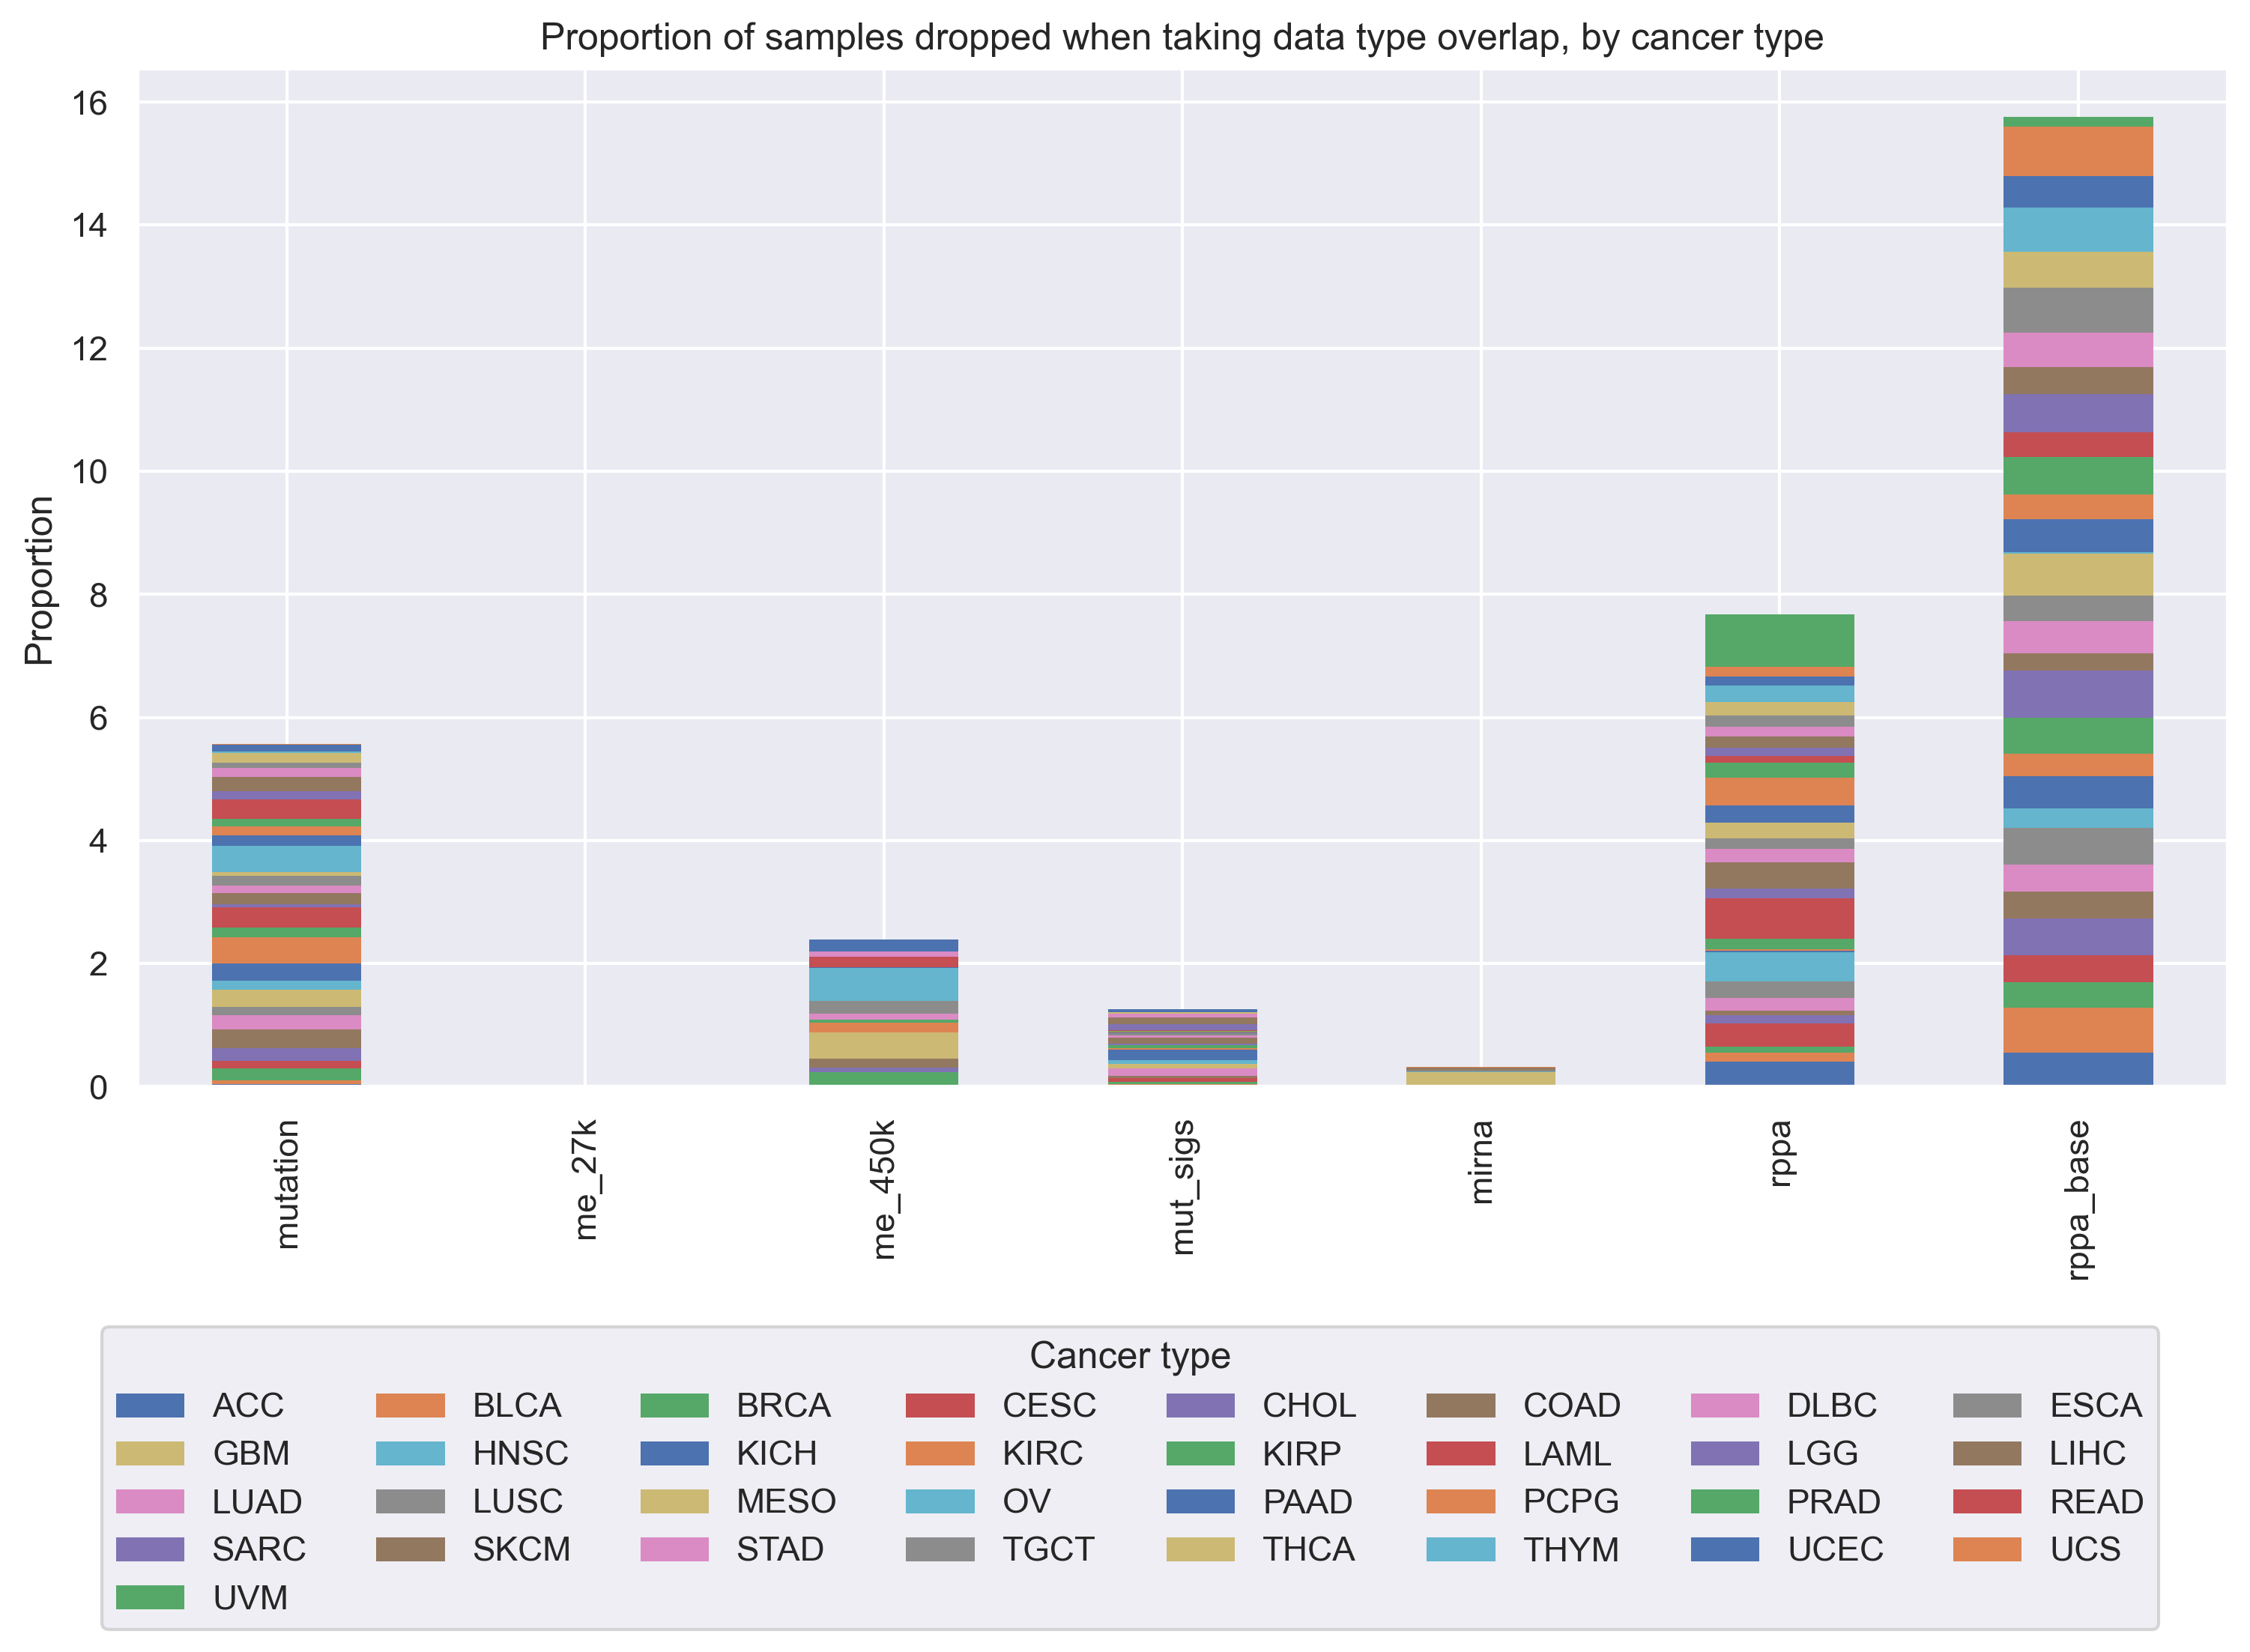 Proportion of samples dropped when taking data type overlap, by cancer type
16
14
12
10
8
6
4
2
0
Proportion
mutation
me_27k
me_450k
mut_sigs
mirna
rppa
rppa_base
Cancer type
ACC BLCA BRCA CESC CHOL COAD DLBC ESCA
GBM HNSC KICH KIRC KIRP LAML LGG LIHC
LUAD LUSC MESO OV PAAD PCPG PRAD READ
SARC SKCM STAD TGCT THCA THYM UCEC UCS
UVM